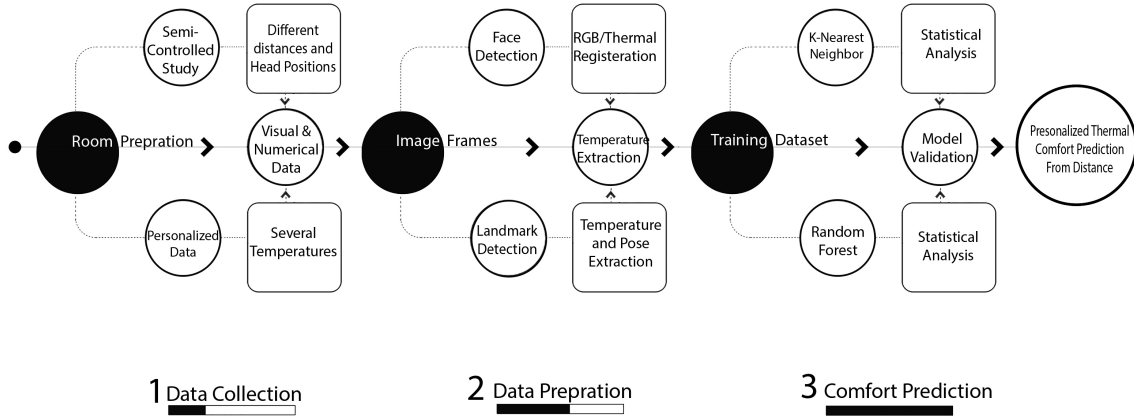 Semi-
Controlled
Study
Different
distances and
Head Positions
Room Prepration
Visual &
Numerical
Data
Personalized
Data
Several
Temperatures
Face
Detection
RGB/Thermal
Registeration
Image Frames
Temperature
Extraction
Landmark
Detection
Temperature
and Pose
Extraction
K-Nearest
Neighbor
Statistical
Analysis
Training Dataset
Model
Validation
Random
Forest
Statistical
Analysis
Presonalized Thermal
Comfort Prediction
From Distance
1 Data Collection
2 Data Prepration
3 Comfort Prediction